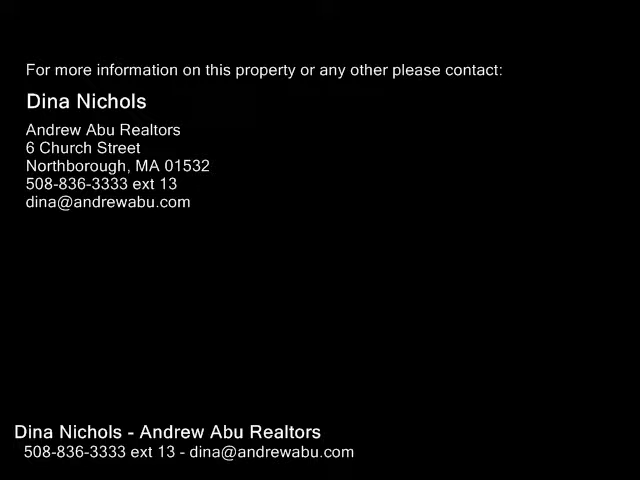 For more information on this property or any other please contact:
Dina Nichols
Andrew Abu Realtors
6 Church Street
Northborough, MA 01532
508-836-3333 ext 13
dina@andrewabu.com
Dina Nichols - Andrew Abu Realtors
508-836-3333 ext 13 - dina@andrewabu.com